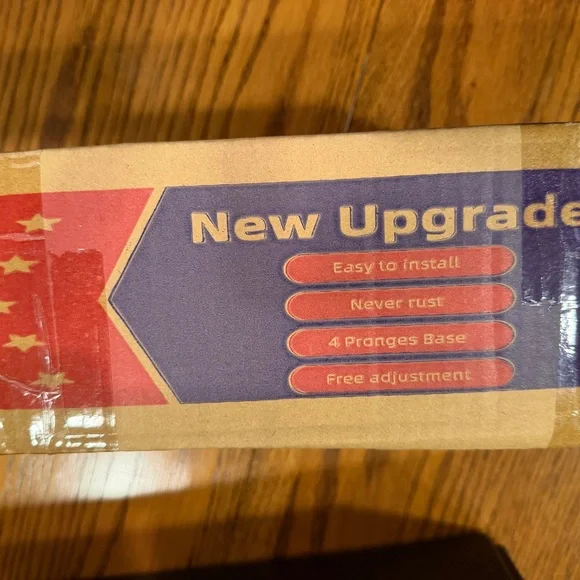 New Upgrade
Easy to install
Never rust
4 Pronges Base
Free adjustment